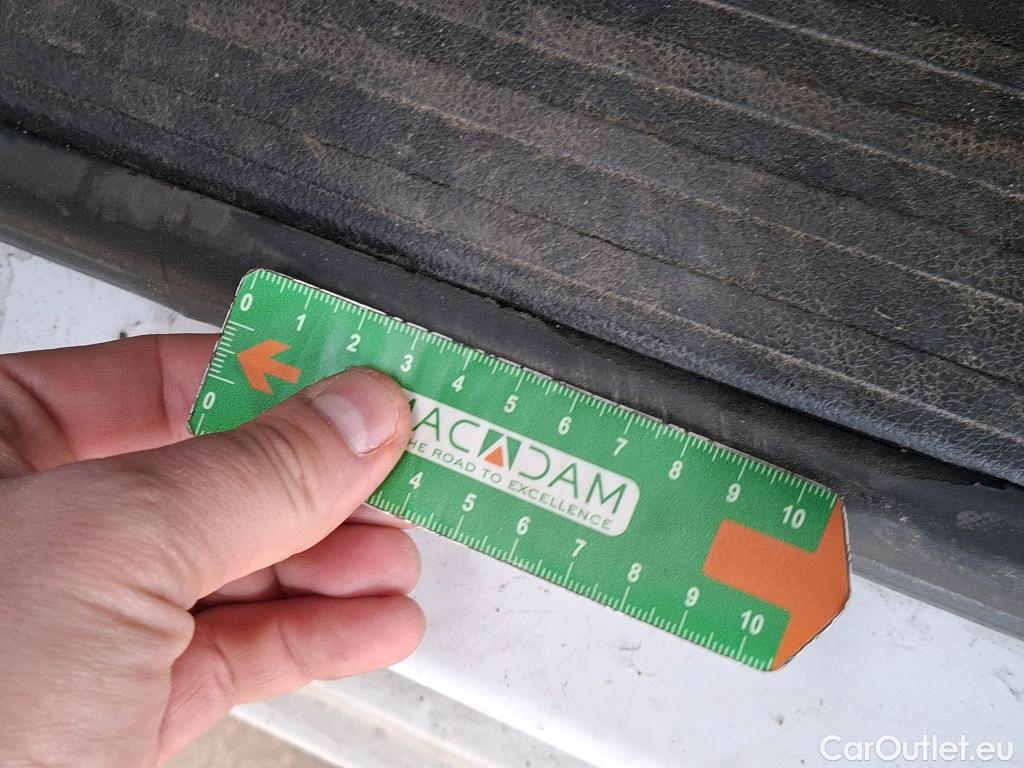 0 1 2 3 4 5 6 7 8 9 10
MACADAM
THE ROAD TO EXCELLENCE
0 4 5 6 7 8 9 10
CarOutlet.eu